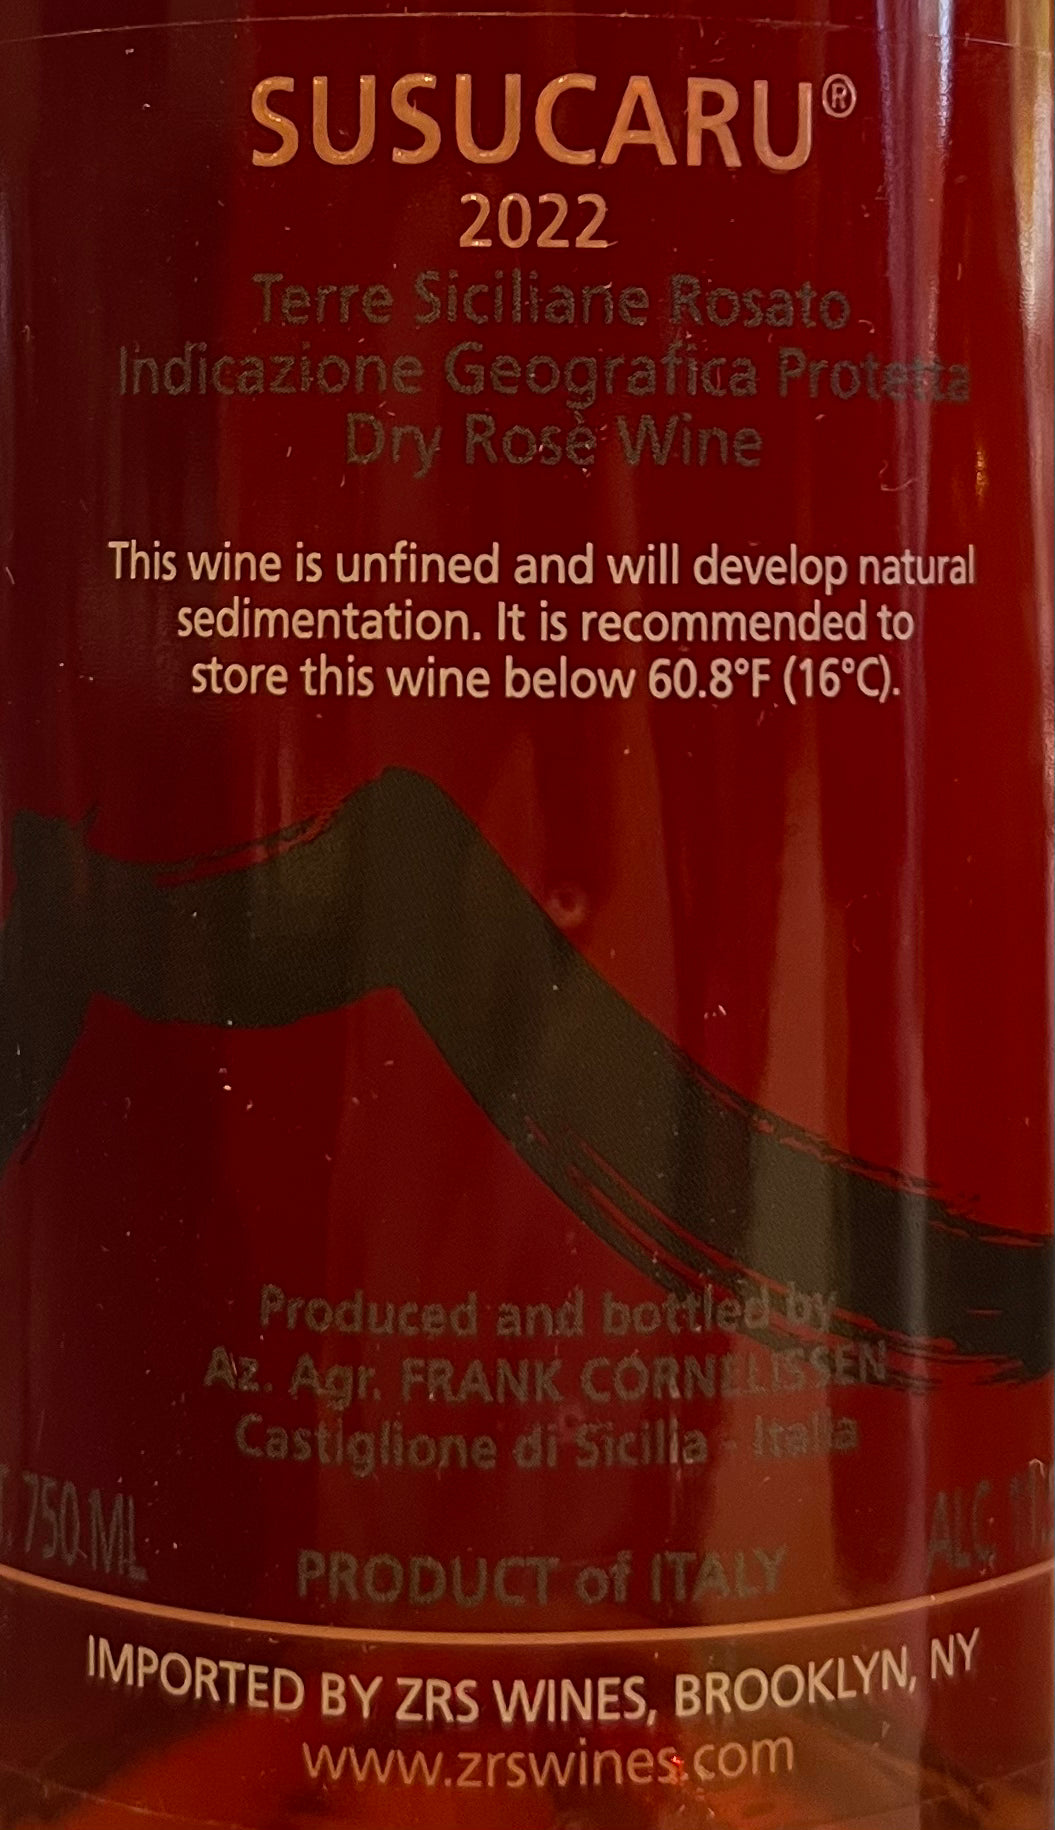 SUSUCARU®
2022
Terre Siciliane Rosato
Indicazione Geografica Protetta
Dry Rosè Wine
This wine is unfined and will develop natural
sedimentation. It is recommended to
store this wine below 60.8°F (16°C).
Produced and bottled by
Az. Agr. FRANK CORNELISSEN
Castiglione di Sicilia - Italia
750 ML
ALC.
PRODUCT of ITALY
IMPORTED BY ZRS WINES, BROOKLYN, NY
www.zrswines.com